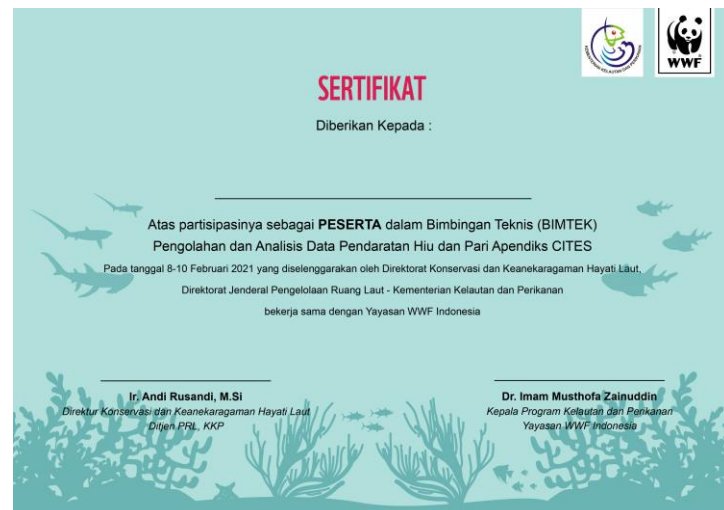 KEMENTERIAN KELAUTAN DAN PERIKANAN
WWF
SERTIFIKAT
Diberikan Kepada :
Atas partisipasinya sebagai PESERTA dalam Bimbingan Teknis (BIMTEK)
Pengolahan dan Analisis Data Pendaratan Hiu dan Pari Apendiks CITES
Pada tanggal 8-10 Februari 2021 yang diselenggarakan oleh Direktorat Konservasi dan Keanekaragaman Hayati Laut,
Direktorat Jenderal Pengelolaan Ruang Laut - Kementerian Kelautan dan Perikanan
bekerja sama dengan Yayasan WWF Indonesia
Ir. Andi Rusandi, M.Si
Direktur Konservasi dan Keanekaragaman Hayati Laut
Ditjen PRL, KKP
Dr. Imam Musthofa Zainuddin
Kepala Program Kelautan dan Perikanan
Yayasan WWF Indonesia